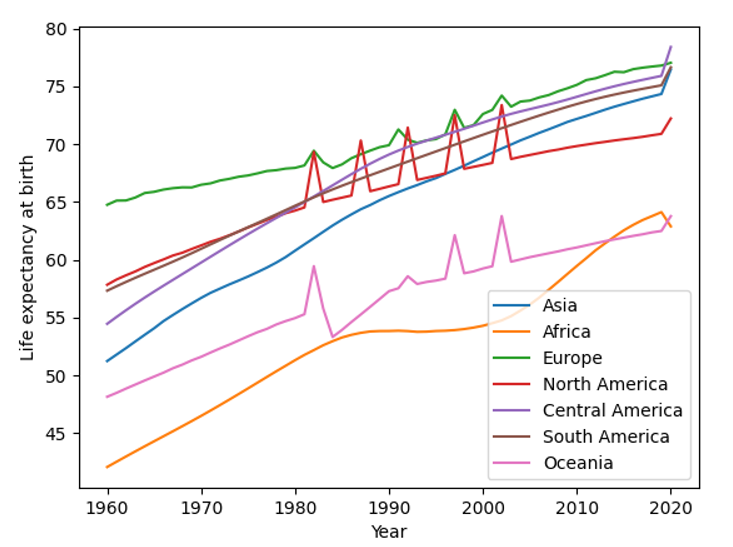 80
75
70
65
60
55
50
45
Life expectancy at birth
1960 1970 1980 1990 2000 2010 2020
Year
Asia
Africa
Europe
North America
Central America
South America
Oceania